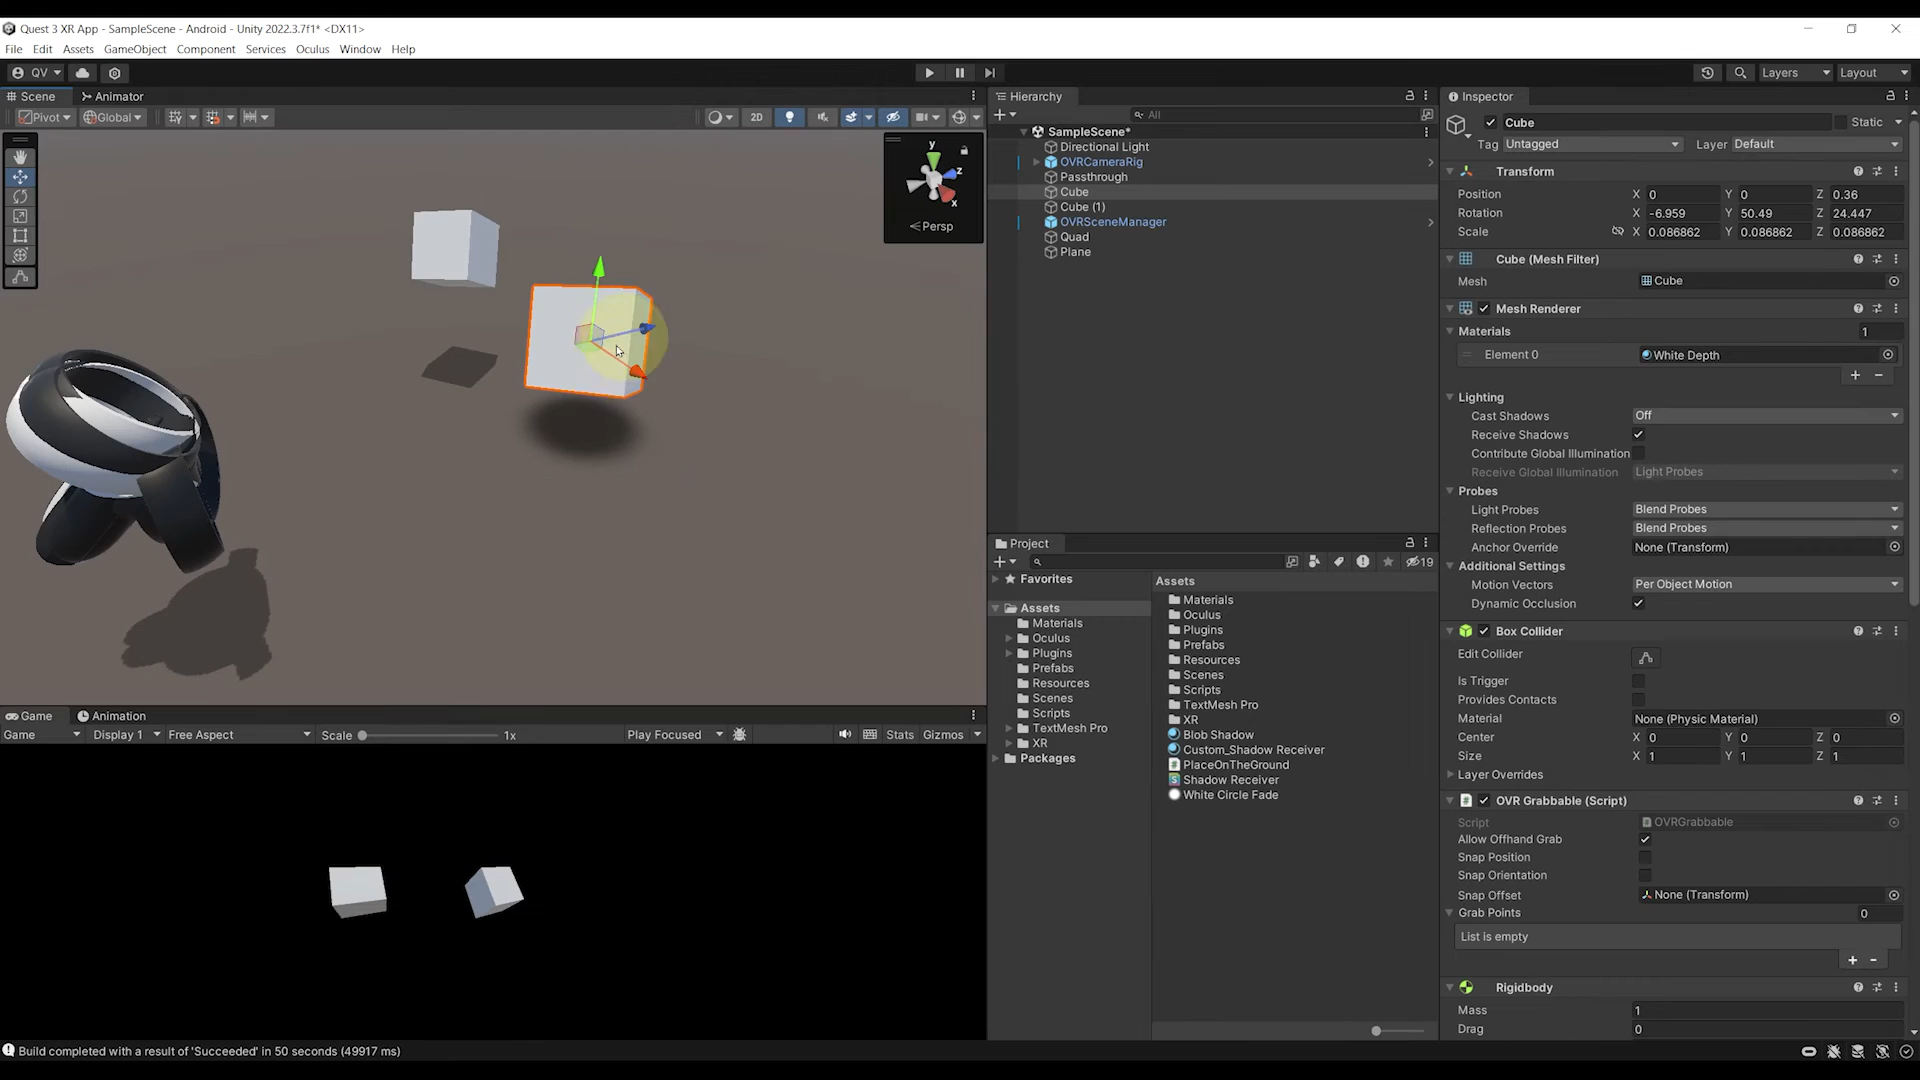 Quest 3 XR App - SampleScene - Android - Unity 2022.3.7f1* <DX11>
File Edit Assets GameObject Component Services Oculus Window Help
QV
Layers
Layout
Scene
Animator
Pivot
Global
2D
y
z
x
Persp
Hierarchy
All
SampleScene*
Directional Light
OVRCameraRig
Passthrough
Cube
Cube (1)
OVRSceneManager
Quad
Plane
Project
19
Favorites
Assets
Materials
Oculus
Plugins
Prefabs
Resources
Scenes
Scripts
TextMesh Pro
XR
Packages
Assets
Materials
Oculus
Plugins
Prefabs
Resources
Scenes
Scripts
TextMesh Pro
XR
Blob Shadow
Custom_Shadow Receiver
PlaceOnTheGround
Shadow Receiver
White Circle Fade
Inspector
Cube
Static
Tag Untagged Layer Default
Transform
Position X 0 Y 0 Z 0.36
Rotation X -6.959 Y 50.49 Z 24.447
Scale X 0.086862 Y 0.086862 Z 0.086862
Cube (Mesh Filter)
Mesh Cube
Mesh Renderer
Materials 1
Element 0 White Depth
Lighting
Cast Shadows Off
Receive Shadows
Contribute Global Illumination
Receive Global Illumination Light Probes
Probes
Light Probes Blend Probes
Reflection Probes Blend Probes
Anchor Override None (Transform)
Additional Settings
Motion Vectors Per Object Motion
Dynamic Occlusion
Box Collider
Edit Collider
Is Trigger
Provides Contacts
Material None (Physic Material)
Center X 0 Y 0 Z 0
Size X 1 Y 1 Z 1
Layer Overrides
OVR Grabbable (Script)
Script OVRGrabbable
Allow Offhand Grab
Snap Position
Snap Orientation
Snap Offset None (Transform)
Grab Points 0
List is empty
Rigidbody
Mass 1
Drag 0
Game
Animation
Game Display 1 Free Aspect Scale 1x Play Focused Stats Gizmos
Build completed with a result of 'Succeeded' in 50 seconds (49917 ms)